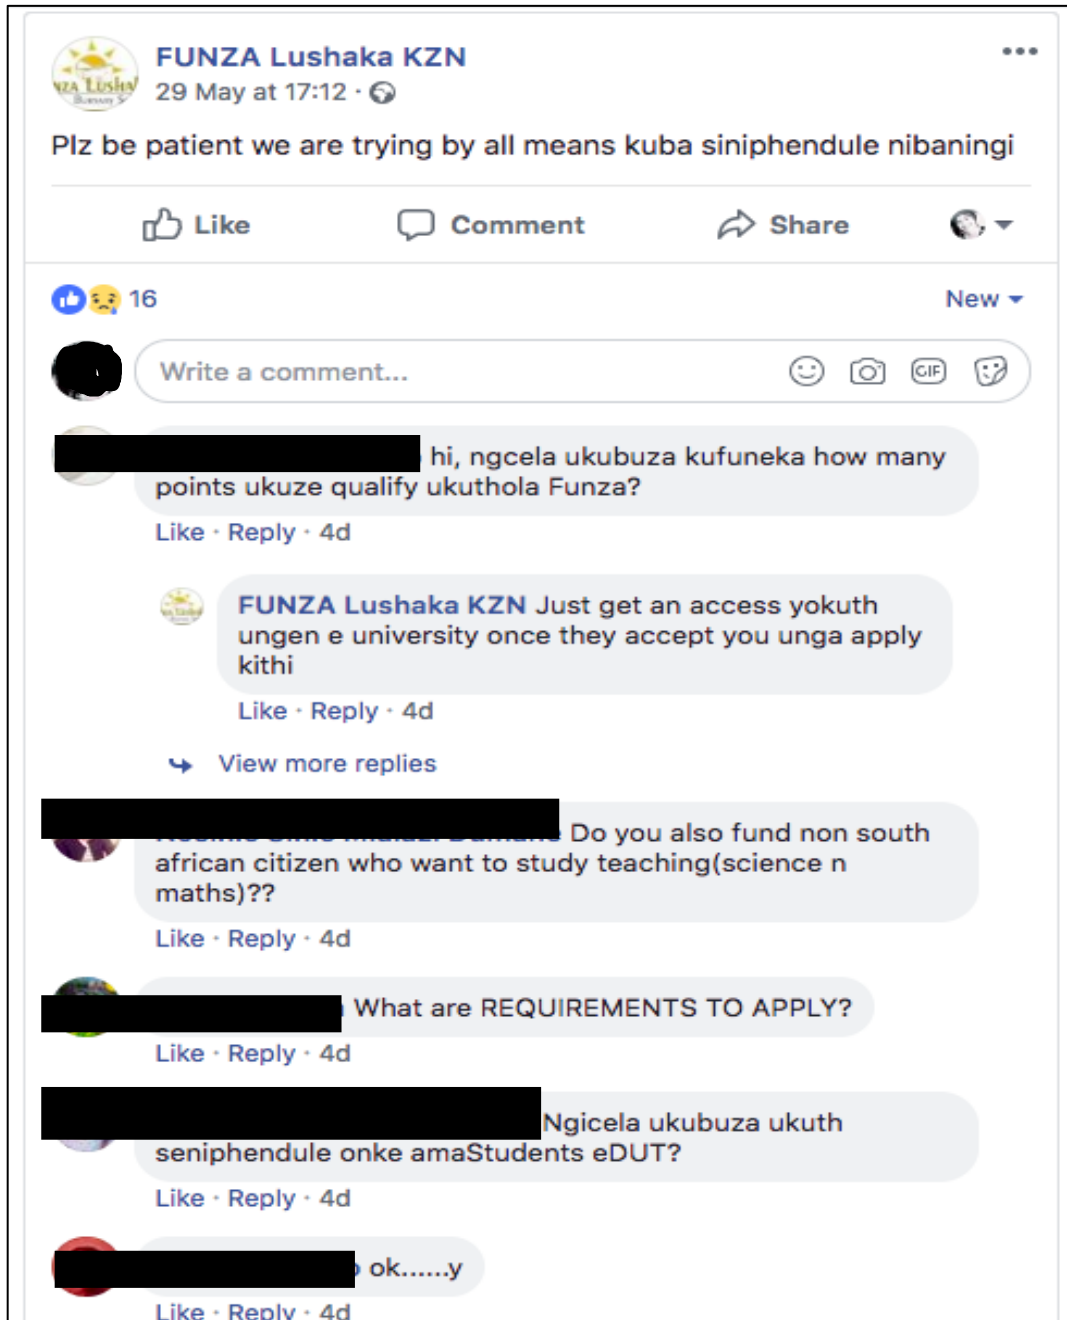 FUNZA Lushaka KZN
29 May at 17:12 ·
Plz be patient we are trying by all means kuba siniphendule nibaningi
Like
Comment
Share
16
New
Write a comment...
GIF
hi, ngcela ukubuza kufuneka how many
points ukuze qualify ukuthola Funza?
Like · Reply · 4d
FUNZA Lushaka KZN Just get an access yokuth
ungen e university once they accept you unga apply
kithi
Like · Reply · 4d
View more replies
Do you also fund non south
african citizen who want to study teaching(science n
maths)??
Like · Reply · 4d
What are REQUIREMENTS TO APPLY?
Like · Reply · 4d
Ngicela ukubuza ukuth
seniphendule onke amaStudents eDUT?
Like · Reply · 4d
ok......y
Like · Reply · 4d